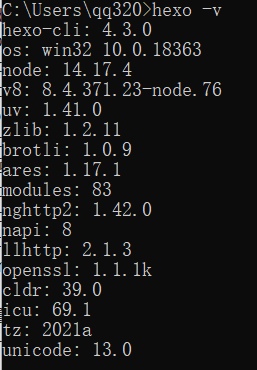 C:\Users\qq320>hexo -v
hexo-cli: 4.3.0
os: win32 10.0.18363
node: 14.17.4
v8: 8.4.371.23-node.76
uv: 1.41.0
zlib: 1.2.11
brotli: 1.0.9
ares: 1.17.1
modules: 83
nghttp2: 1.42.0
napi: 8
llhttp: 2.1.3
openssl: 1.1.1k
cldr: 39.0
icu: 69.1
tz: 2021a
unicode: 13.0